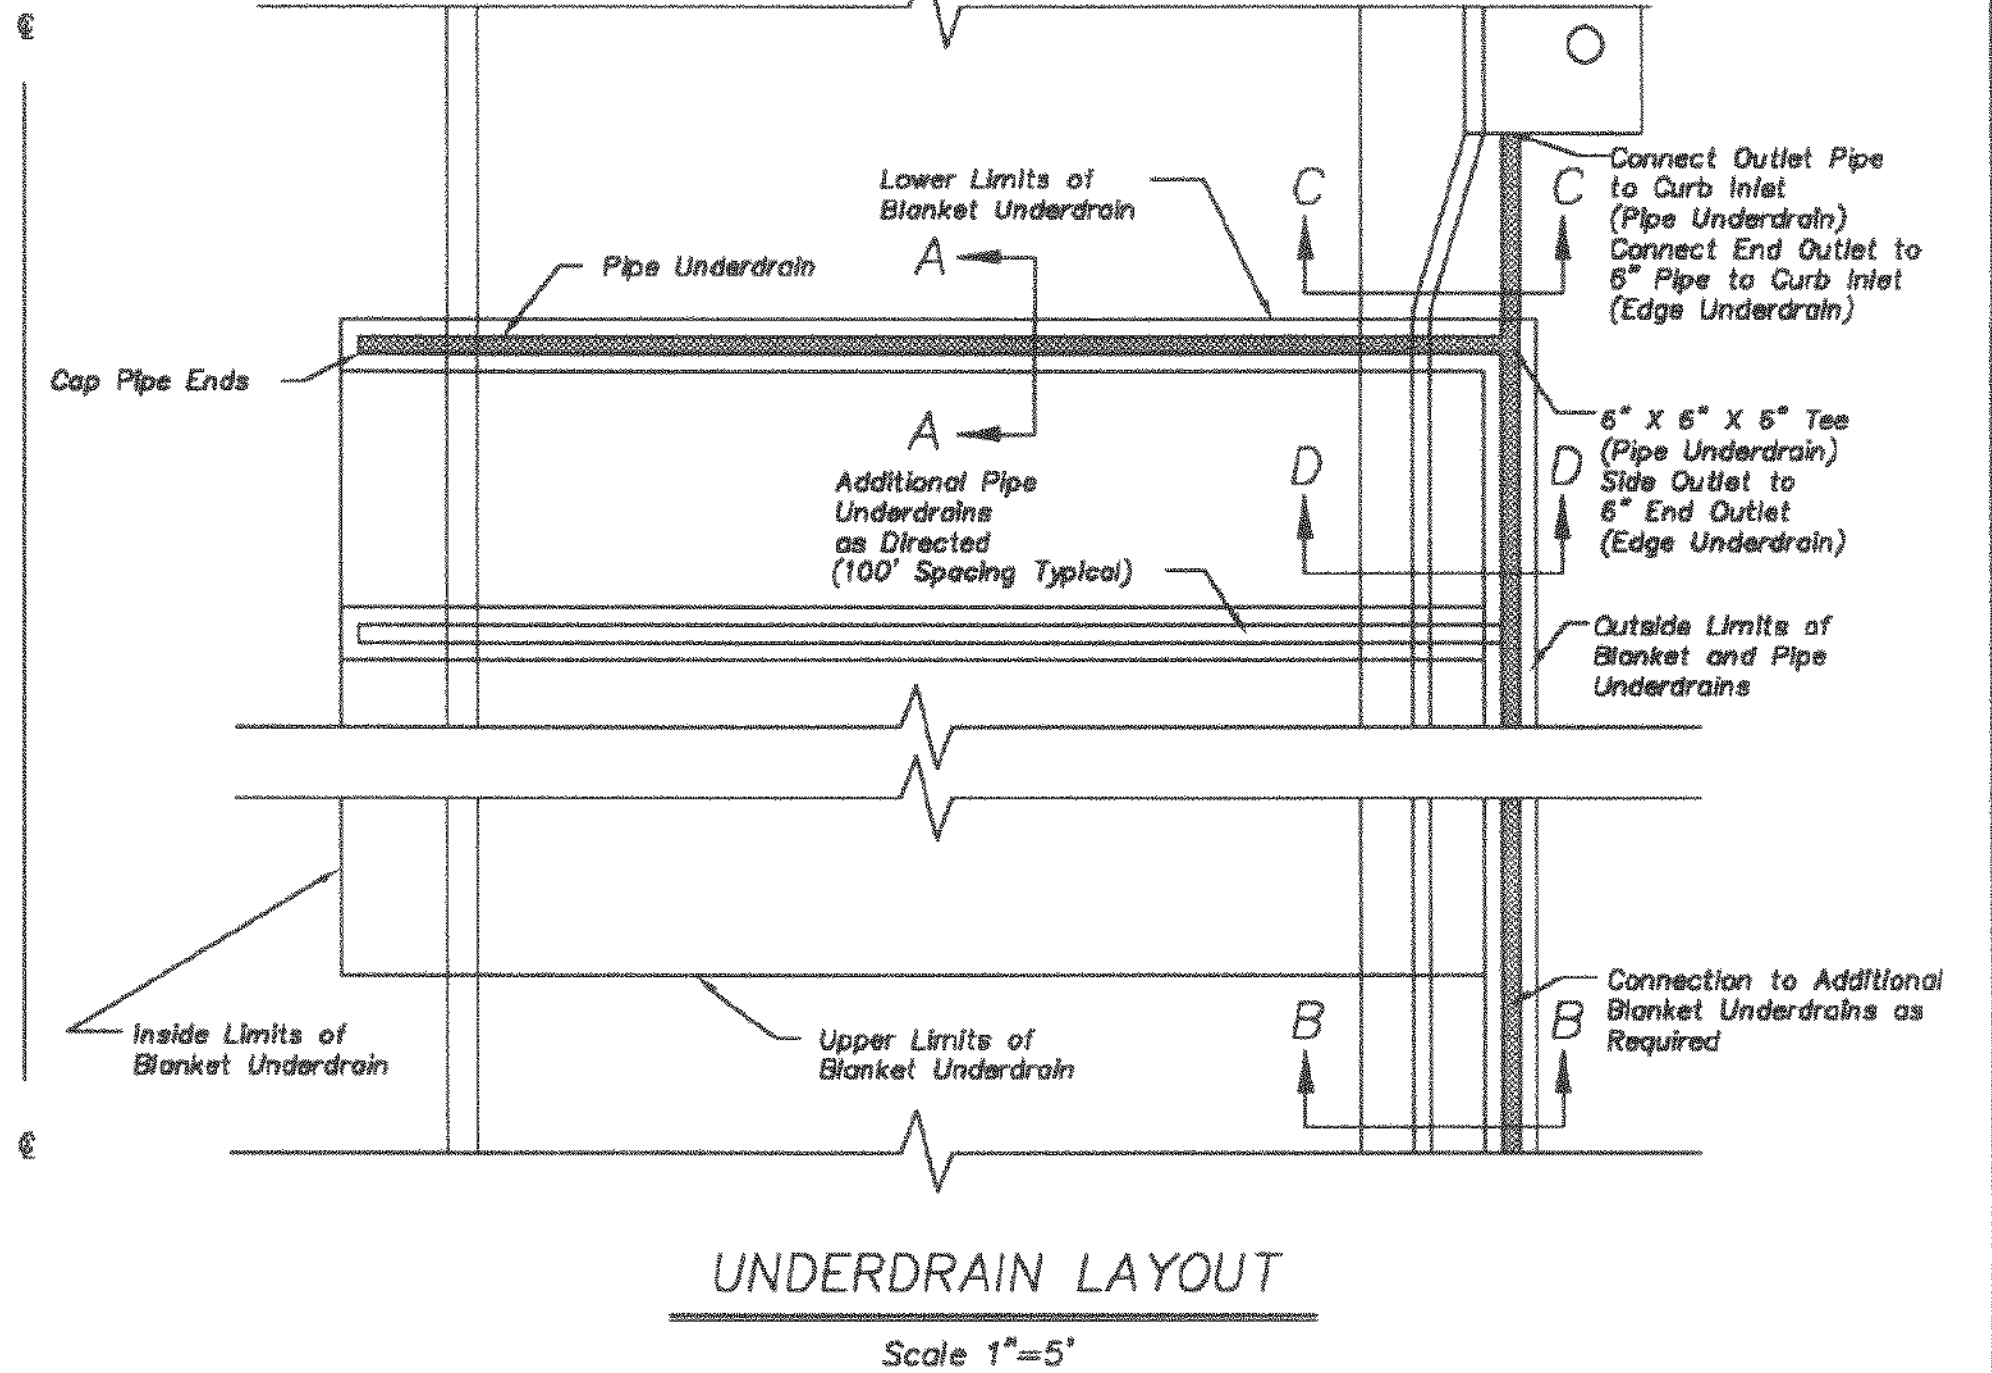 ℄
Connect Outlet Pipe
to Curb Inlet
(Pipe Underdrain)
Connect End Outlet to
6" Pipe to Curb Inlet
(Edge Underdrain)
Lower Limits of
Blanket Underdrain
C
C
A
Pipe Underdrain
Cap Pipe Ends
A
6" X 6" X 6" Tee
(Pipe Underdrain)
Side Outlet to
6" End Outlet
(Edge Underdrain)
D
D
Additional Pipe
Underdrains
as Directed
(100' Spacing Typical)
Outside Limits of
Blanket and Pipe
Underdrains
Connection to Additional
Blanket Underdrains as
Required
B
B
Inside Limits of
Blanket Underdrain
Upper Limits of
Blanket Underdrain
℄
UNDERDRAIN LAYOUT
Scale 1"=5'